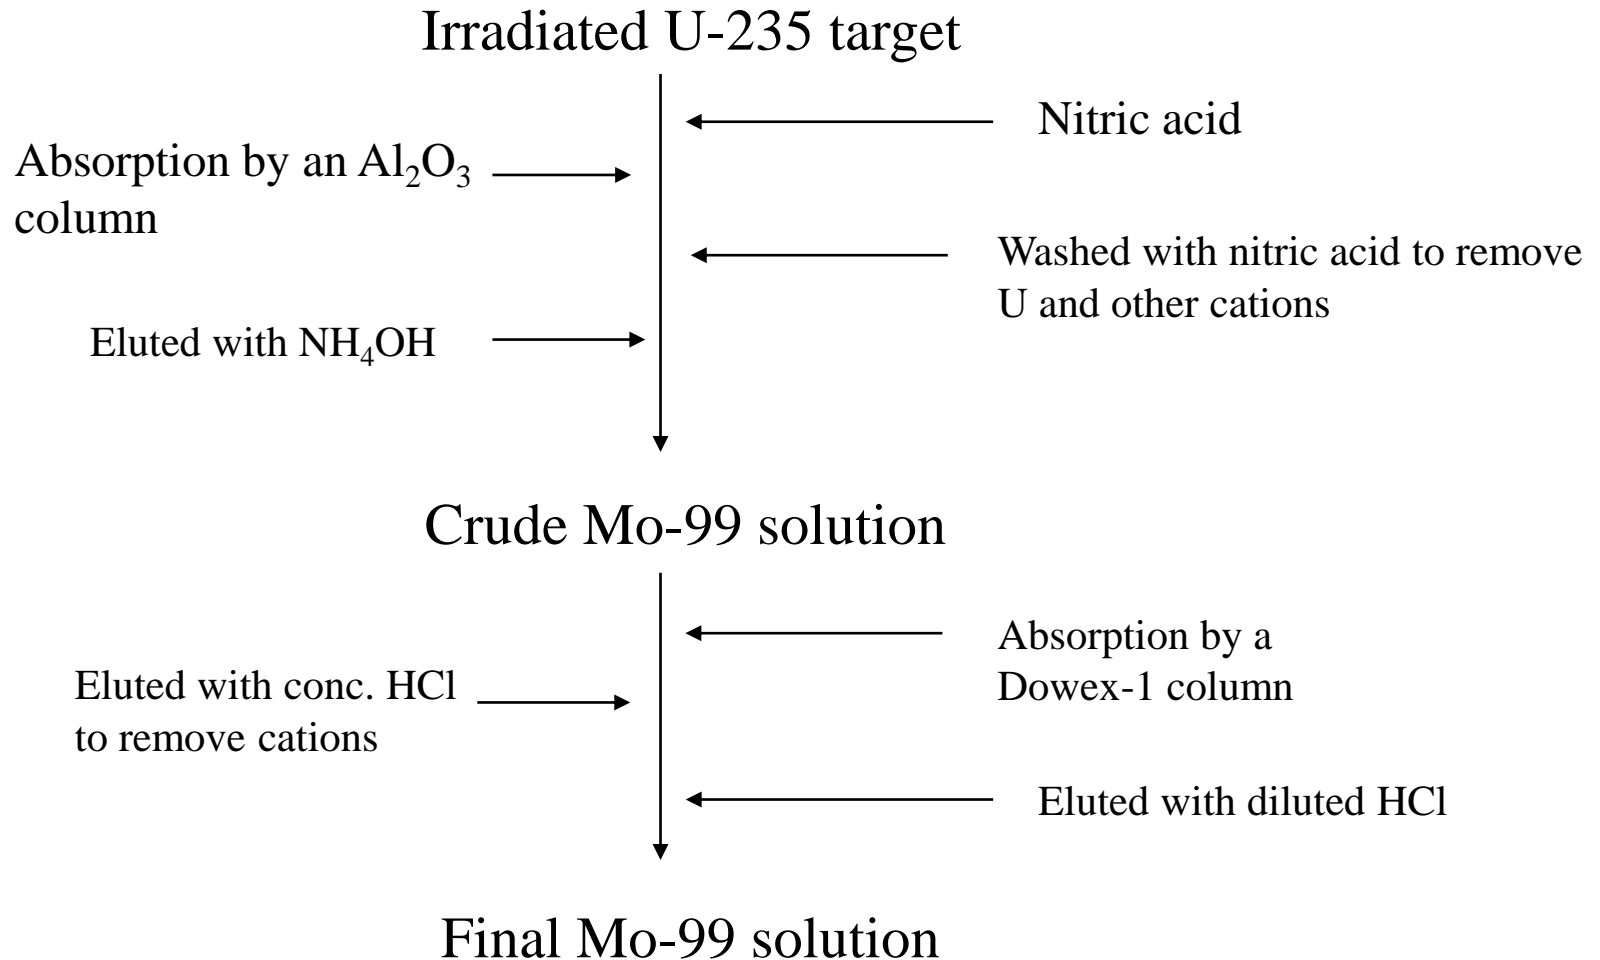 Irradiated U-235 target
Nitric acid
Absorption by an Al₂O₃
column
Washed with nitric acid to remove
U and other cations
Eluted with NH₄OH
Crude Mo-99 solution
Absorption by a
Dowex-1 column
Eluted with conc. HCl
to remove cations
Eluted with diluted HCl
Final Mo-99 solution